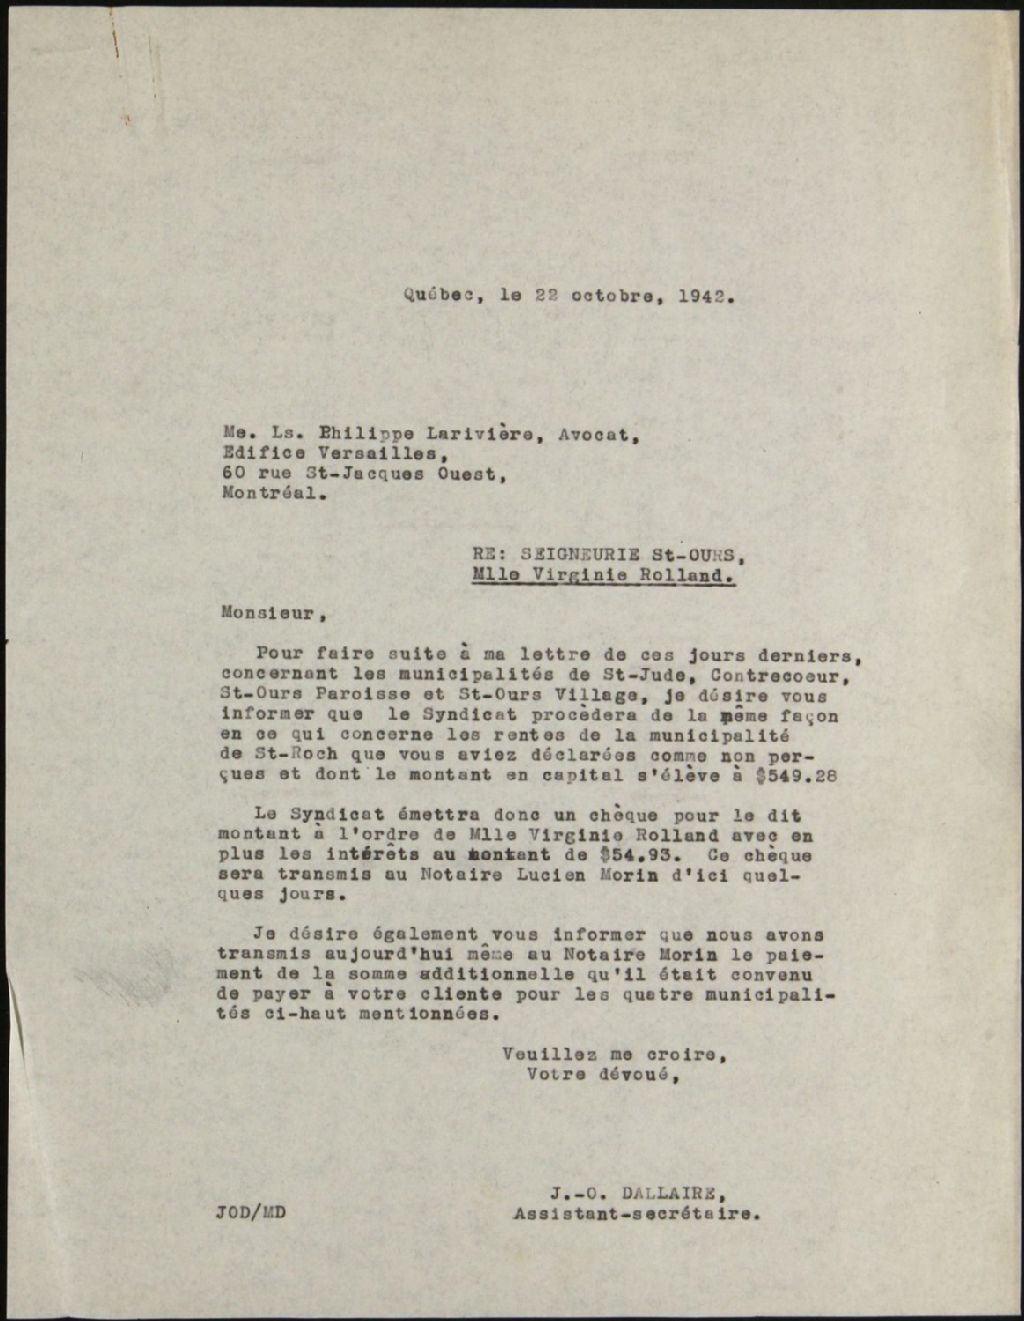 Québec, le 22 octobre, 1942.
Me. Ls. Philippe Larivière, Avocat,
Edifice Versailles,
60 rue St-Jacques Ouest,
Montréal.
RE: SEIGNEURIE St-OURS,
Mlle Virginie Rolland.
Monsieur,
Pour faire suite à ma lettre de ces jours derniers,
concernant les municipalités de St-Jude, Contrecoeur,
St-Ours Paroisse et St-Ours Village, je désire vous
informer que le Syndicat procèdera de la même façon
en ce qui concerne les rentes de la municipalité
de St-Roch que vous aviez déclarées comme non per-
çues et dont le montant en capital s'élève à $549.28
Le Syndicat émettra donc un chèque pour le dit
montant à l'ordre de Mlle Virginie Rolland avec en
plus les intérêts au montant de $54.93. Ce chèque
sera transmis au Notaire Lucien Morin d'ici quel-
ques jours.
Je désire également vous informer que nous avons
transmis aujourd'hui même au Notaire Morin le paie-
ment de la somme additionnelle qu'il était convenu
de payer à votre cliente pour les quatre municipali-
tés ci-haut mentionnées.
Veuillez me croire,
Votre dévoué,
J.-O. DALLAIRE,
JOD/MD Assistant-secrétaire.